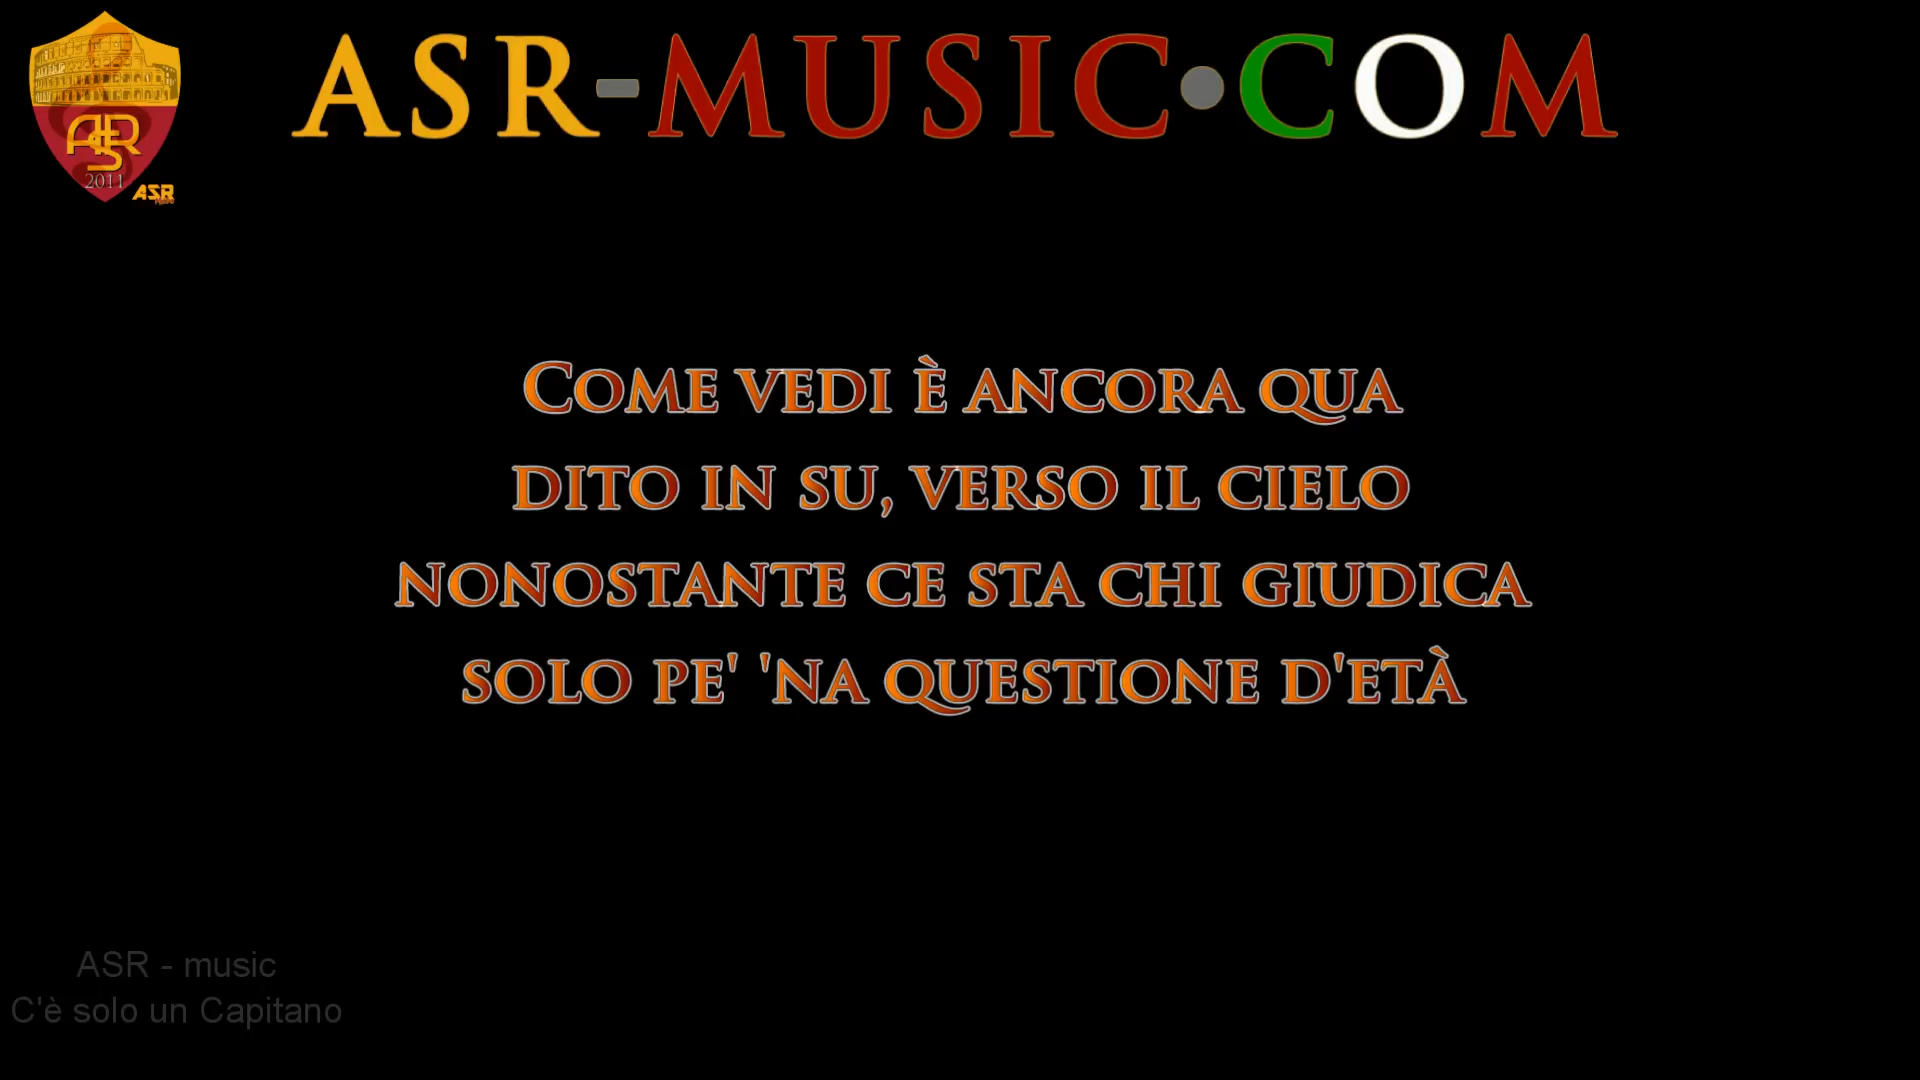 ASR-MUSIC•COM
ASR
2011
ASR
Come vedi è ancora qua
dito in su, verso il cielo
nonostante ce sta chi giudica
solo pe' 'na questione d'età
ASR - music
C'è solo un Capitano